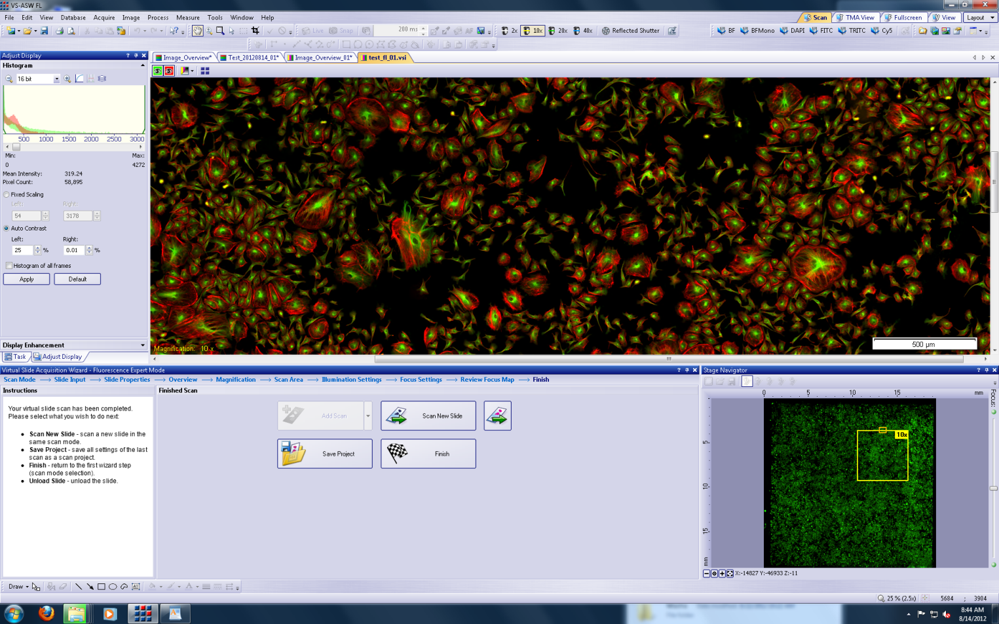 VS-ASW FL
File Edit View Database Acquire Image Process Measure Tools Window Help
Scan TMA View Fullscreen View Layout
200 ms
Live Snap AF 2x 10x 20x 40x Reflected Shutter BF BFMono DAPI FITC TRITC Cy5
Adjust Display
Image_Overview* Test_20120814_01* Image_Overview_01* test_fl_01.vsi
Histogram
16 bit
500 1000 1500 2000 2500 3000
Min: Max:
0 4272
Mean Intensity: 319.24
Pixel Count: 58,895
Fixed Scaling
Left: Right:
54 3178
Auto Contrast
Left: Right:
25 % 0.01 %
Histogram of all frames
Apply Default
Display Enhancement
Task Adjust Display
Magnification: 10 x
500 µm
Virtual Slide Acquisition Wizard - Fluorescence Expert Mode
Scan Mode Slide Input Slide Properties Overview Magnification Scan Area Illumination Settings Focus Settings Review Focus Map Finish
Instructions
Your virtual slide scan has been completed.
Please select what you wish to do next:
Scan New Slide - scan a new slide in the
same scan mode.
Save Project - save all settings of the last
scan as a scan project.
Finish - return to the first wizard step
(scan mode selection).
Unload Slide - unload the slide.
Finished Scan
Add Scan Scan New Slide
Save Project Finish
Stage Navigator
0 5 10 15 mm
Focus:
5
10
15
mm
10x
X:-14827 Y:-46933 Z:-11
Draw
25 % (2.5x) 5684 ; 3904
8:44 AM
8/14/2012